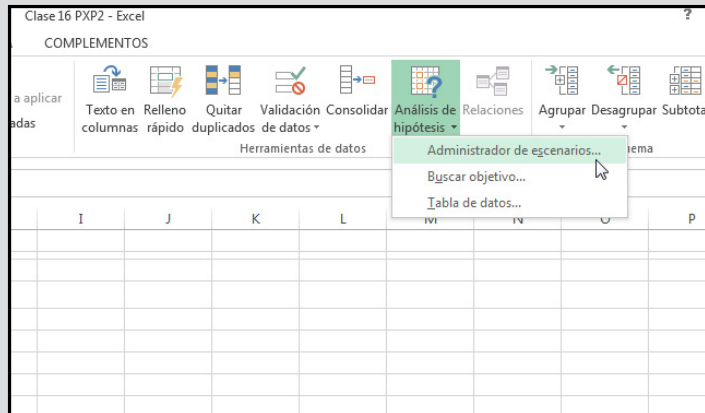 Clase 16 PXP2 - Excel ?
COMPLEMENTOS
a aplicar
adas
Texto en columnas
Relleno rápido
Quitar duplicados
Validación de datos
Consolidar
Análisis de hipótesis
Relaciones
Agrupar
Desagrupar
Subtota
Herramientas de datos
ema
Administrador de escenarios...
Buscar objetivo...
Tabla de datos...
I J K L M N O P